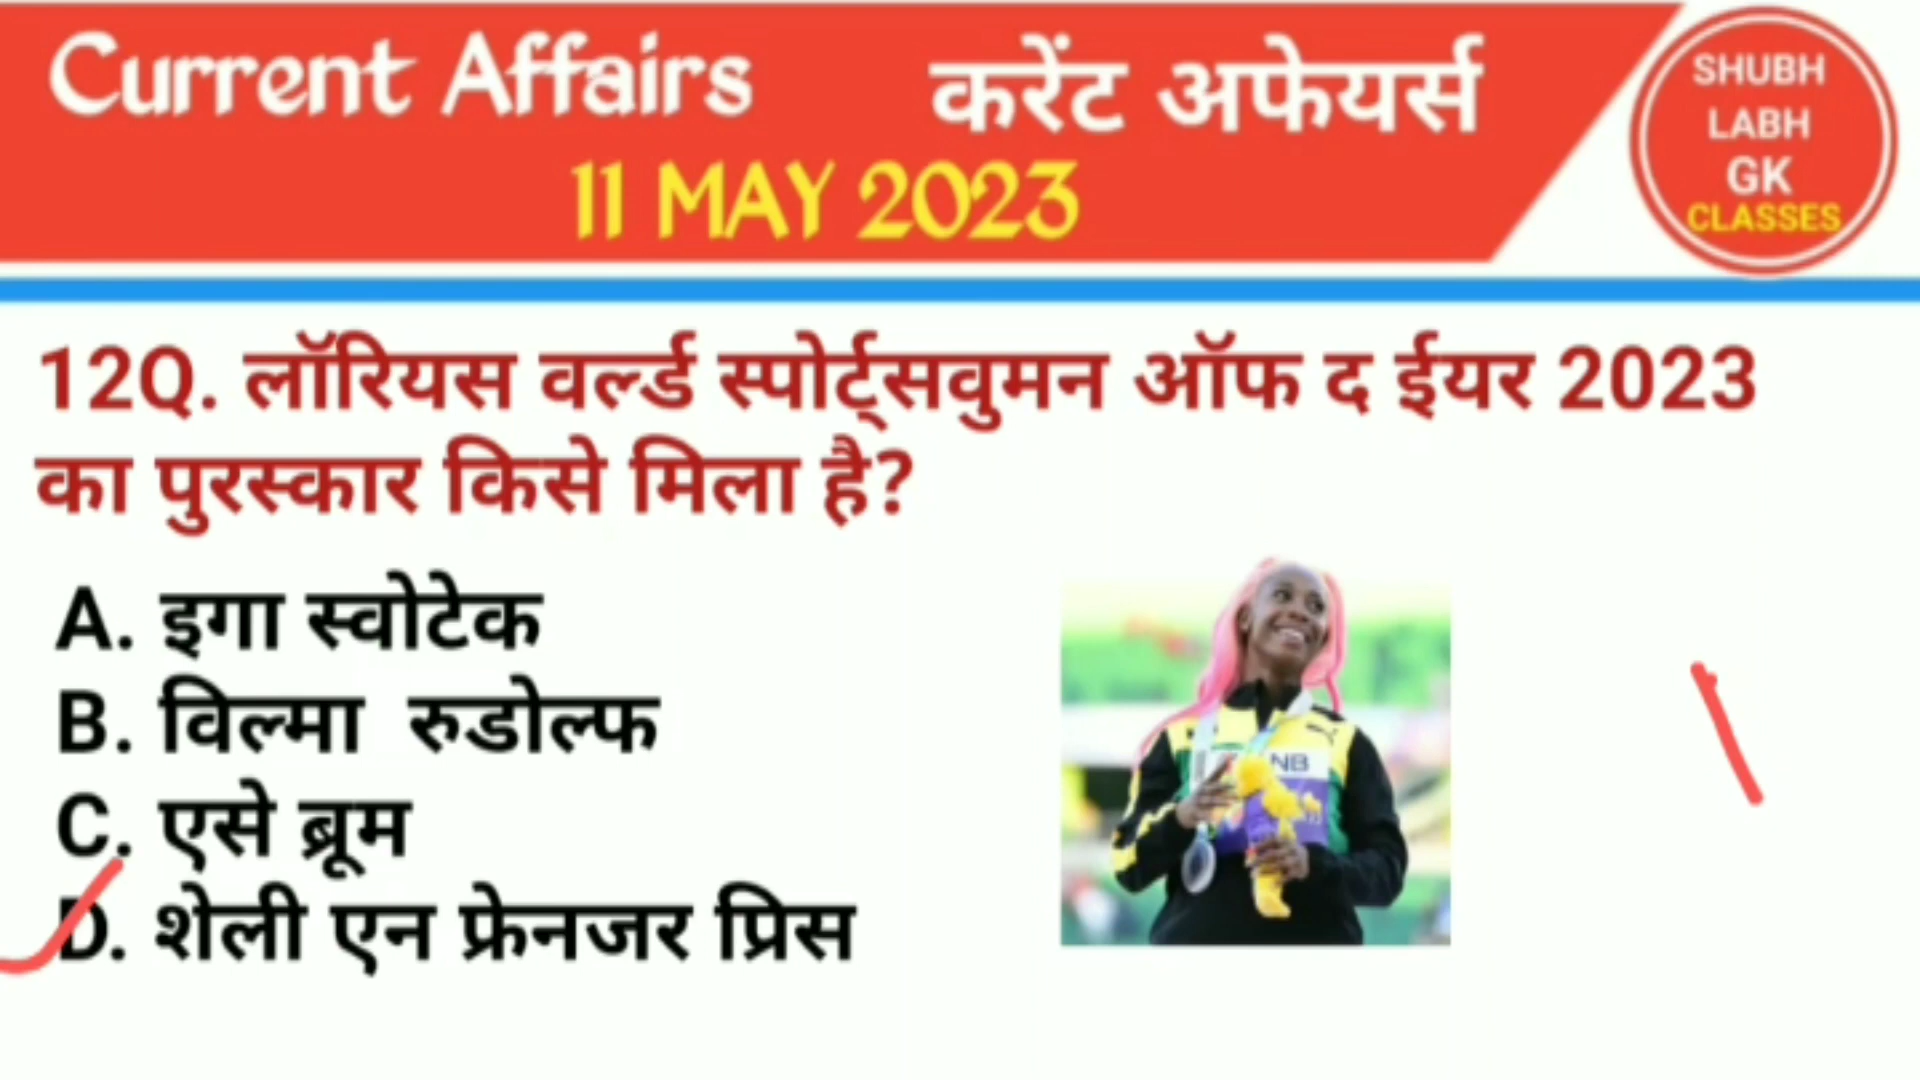 Current Affairs करेंट अफेयर्स
11 MAY 2023
SHUBH
LABH
GK
CLASSES
12Q. लॉरियस वर्ल्ड स्पोर्ट्सवुमन ऑफ द ईयर 2023
का पुरस्कार किसे मिला है?
A. इगा स्वोटेक
B. विल्मा रुडोल्फ
C. एसे ब्रूम
D. शेली एन फ्रेनजर प्रिस
NB